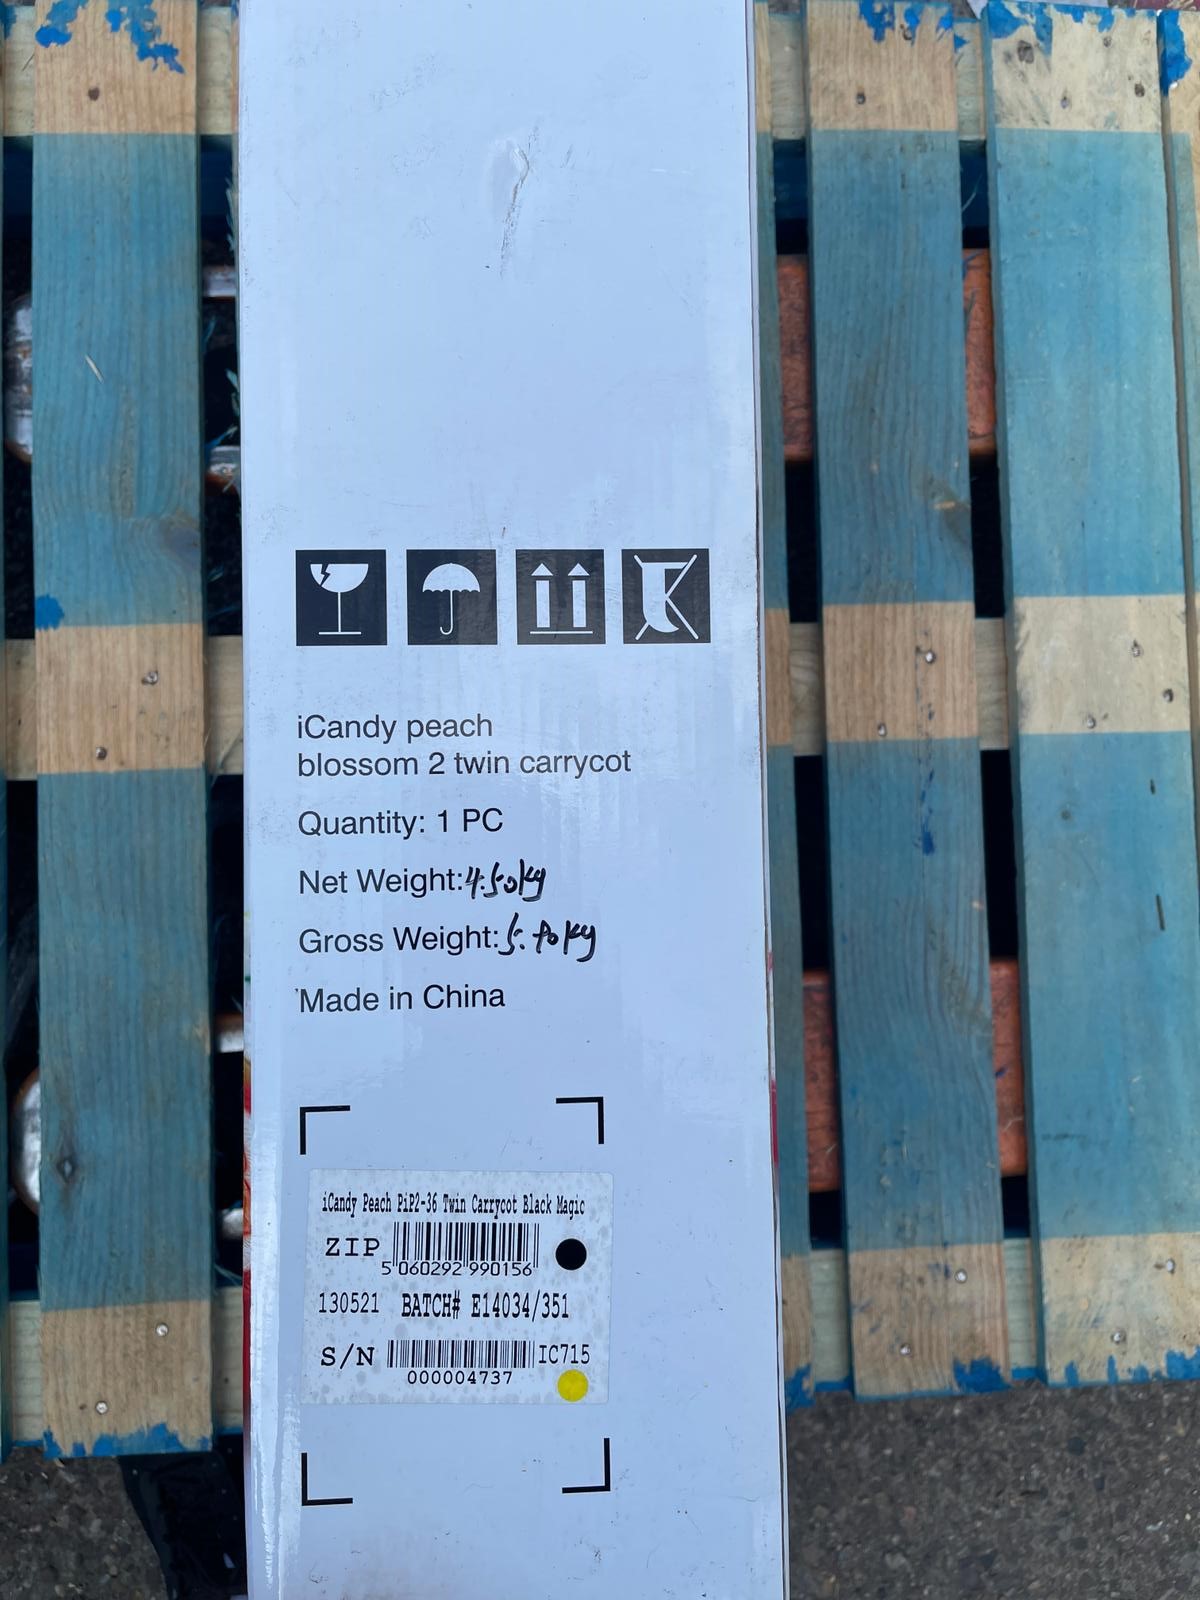 iCandy peach
blossom 2 twin carrycot
Quantity: 1 PC
Net Weight: 4.50kg
Gross Weight: 5.70kg
Made in China
iCandy Peach PiP2-36 Twin Carrycot Black Magic
ZIP
5 060292 990156
130521 BATCH# E14034/351
S/N IC715
000004737